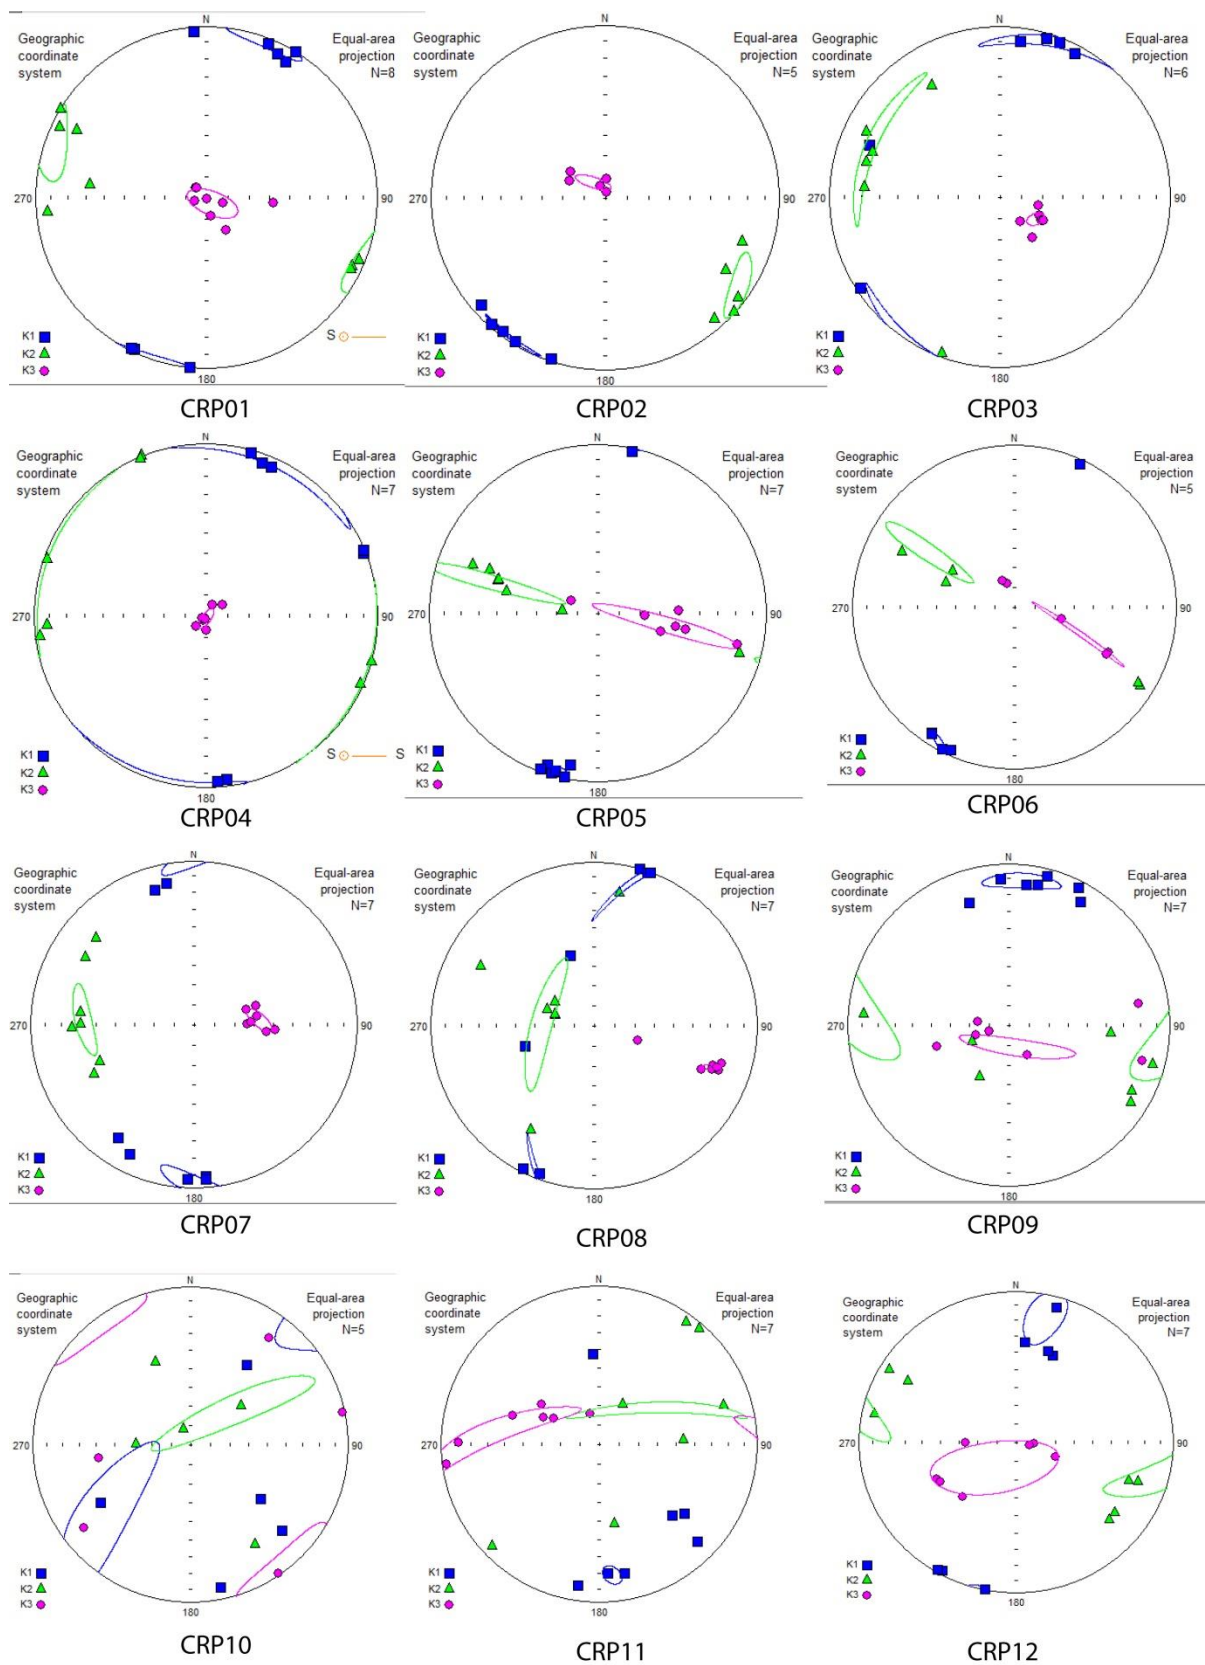 N
Geographic
coordinate
system
Equal-area
projection
N=8
270
90
K1
K2
K3
S
180
CRP01
N
Geographic
coordinate
system
Equal-area
projection
N=5
270
90
K1
K2
K3
180
CRP02
N
Geographic
coordinate
system
Equal-area
projection
N=6
270
90
K1
K2
K3
180
CRP03
N
Geographic
coordinate
system
Equal-area
projection
N=7
270
90
K1
K2
K3
S S
180
CRP04
N
Geographic
coordinate
system
Equal-area
projection
N=7
270
90
K1
K2
K3
180
CRP05
N
Geographic
coordinate
system
Equal-area
projection
N=5
270
90
K1
K2
K3
180
CRP06
N
Geographic
coordinate
system
Equal-area
projection
N=7
270
90
K1
K2
K3
180
CRP07
N
Geographic
coordinate
system
Equal-area
projection
N=7
270
90
K1
K2
K3
180
CRP08
N
Geographic
coordinate
system
Equal-area
projection
N=7
270
90
K1
K2
K3
180
CRP09
N
Geographic
coordinate
system
Equal-area
projection
N=5
270
90
K1
K2
K3
180
CRP10
N
Geographic
coordinate
system
Equal-area
projection
N=7
270
90
K1
K2
K3
180
CRP11
N
Geographic
coordinate
system
Equal-area
projection
N=7
270
90
K1
K2
K3
180
CRP12